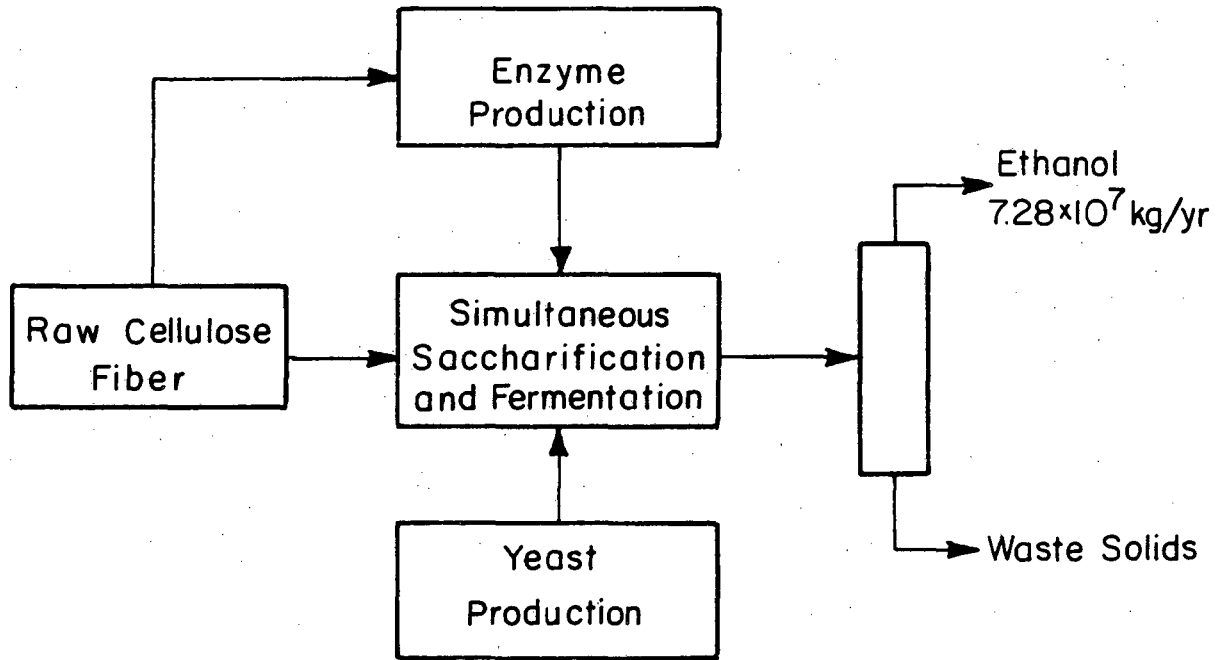 Enzyme
Production
Ethanol
7.28×10⁷ kg/yr
Raw Cellulose
Fiber
Simultaneous
Saccharification
and Fermentation
Yeast
Production
Waste Solids